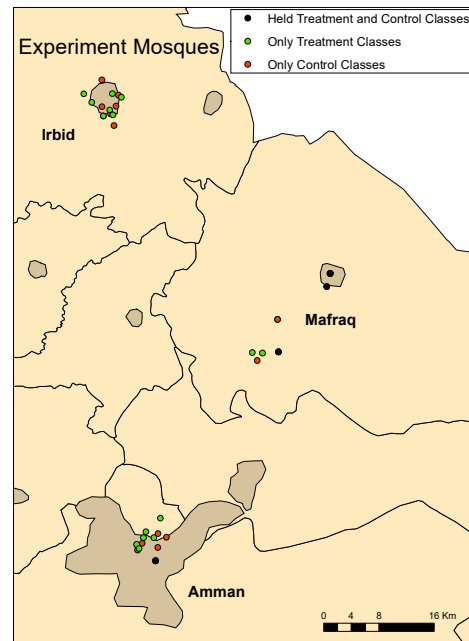 Experiment Mosques
Held Treatment and Control Classes
Only Treatment Classes
Only Control Classes
Irbid
Mafraq
Amman
0 4 8 16 Km